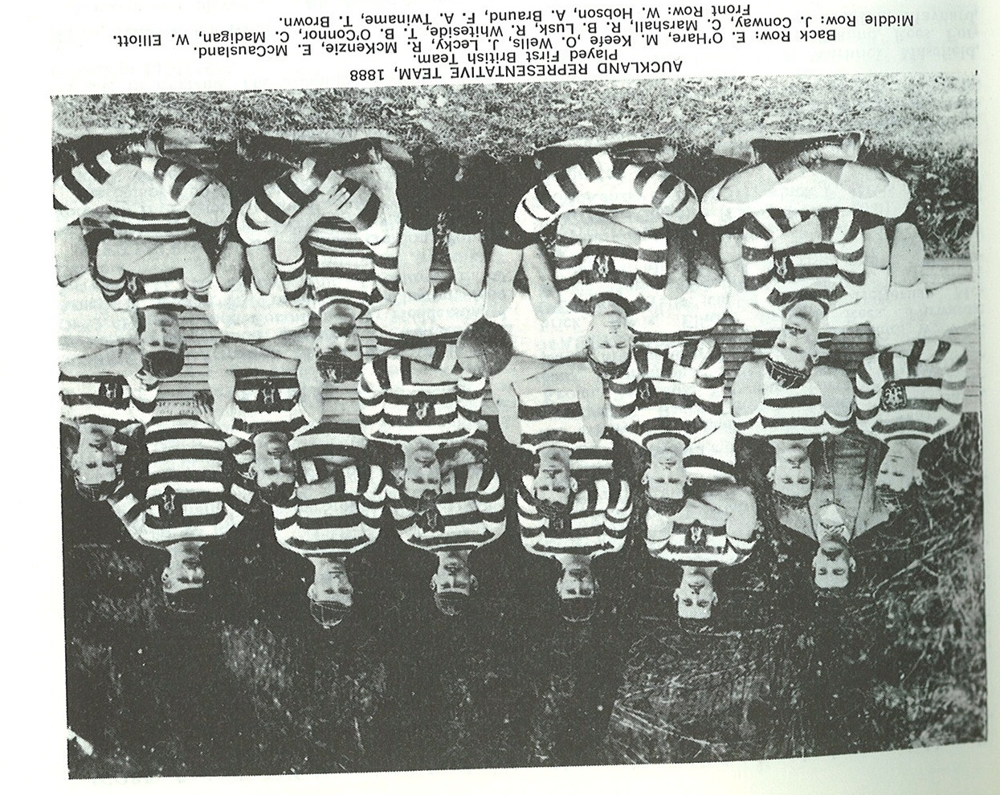 AUCKLAND REPRESENTATIVE TEAM, 1888
Played First British Team.
Back Row: E. O'Hare, M. Keefe, O. Wells, J. Lecky, R. McKenzie, E. McCausland.
Middle Row: J. Conway, C. Marshall, R. B. Lusk, R. Whiteside, T. B. O'Connor, C. Madigan, W. Elliott.
Front Row: W. Hobson, A. Braund, F. A. Twiname, T. Brown.